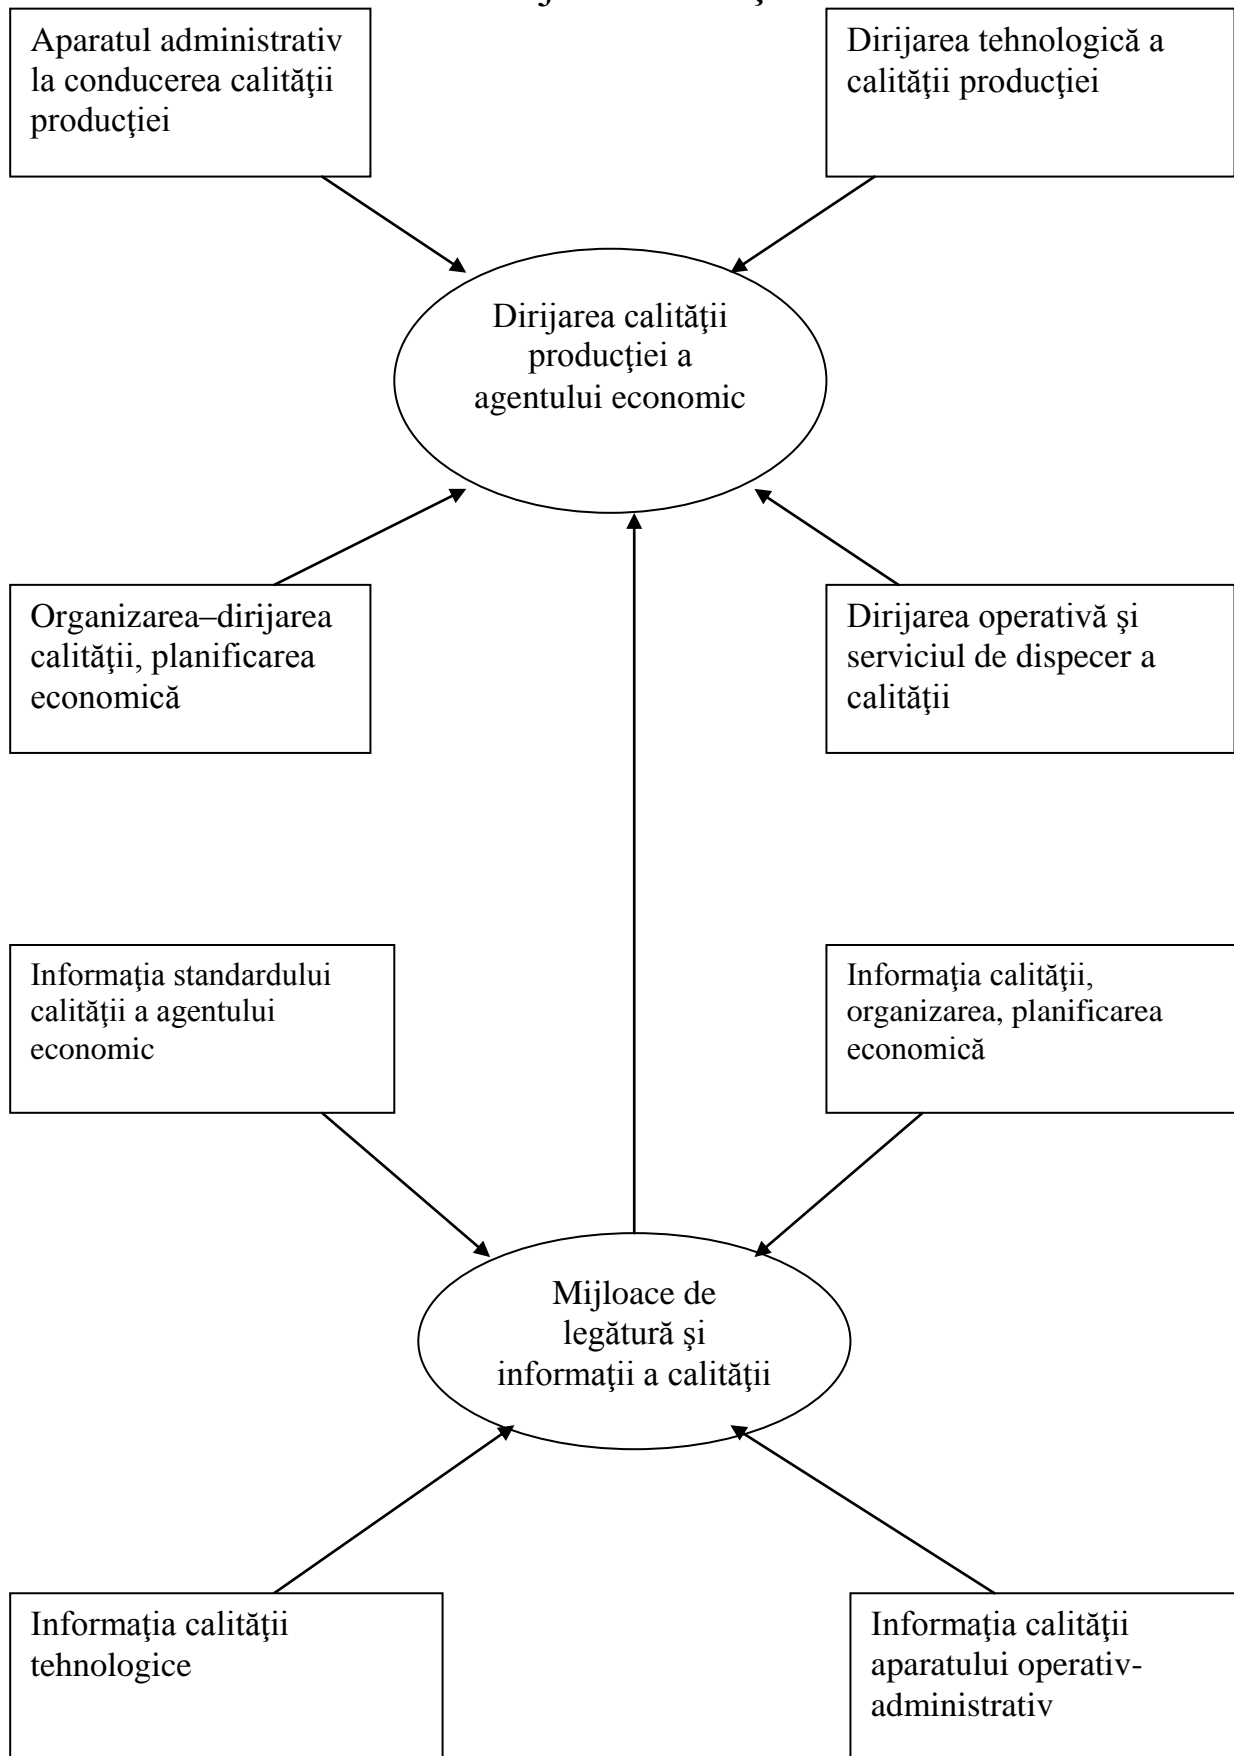 Aparatul administrativ
la conducerea calităţii
producţiei
Dirijarea tehnologică a
calităţii producţiei
Dirijarea calităţii
producţiei a
agentului economic
Organizarea–dirijarea
calităţii, planificarea
economică
Dirijarea operativă şi
serviciul de dispecer a
calităţii
Informaţia standardului
calităţii a agentului
economic
Informaţia calităţii,
organizarea, planificarea
economică
Mijloace de
legătură şi
informaţii a calităţii
Informaţia calităţii
tehnologice
Informaţia calităţii
aparatului operativ-
administrativ